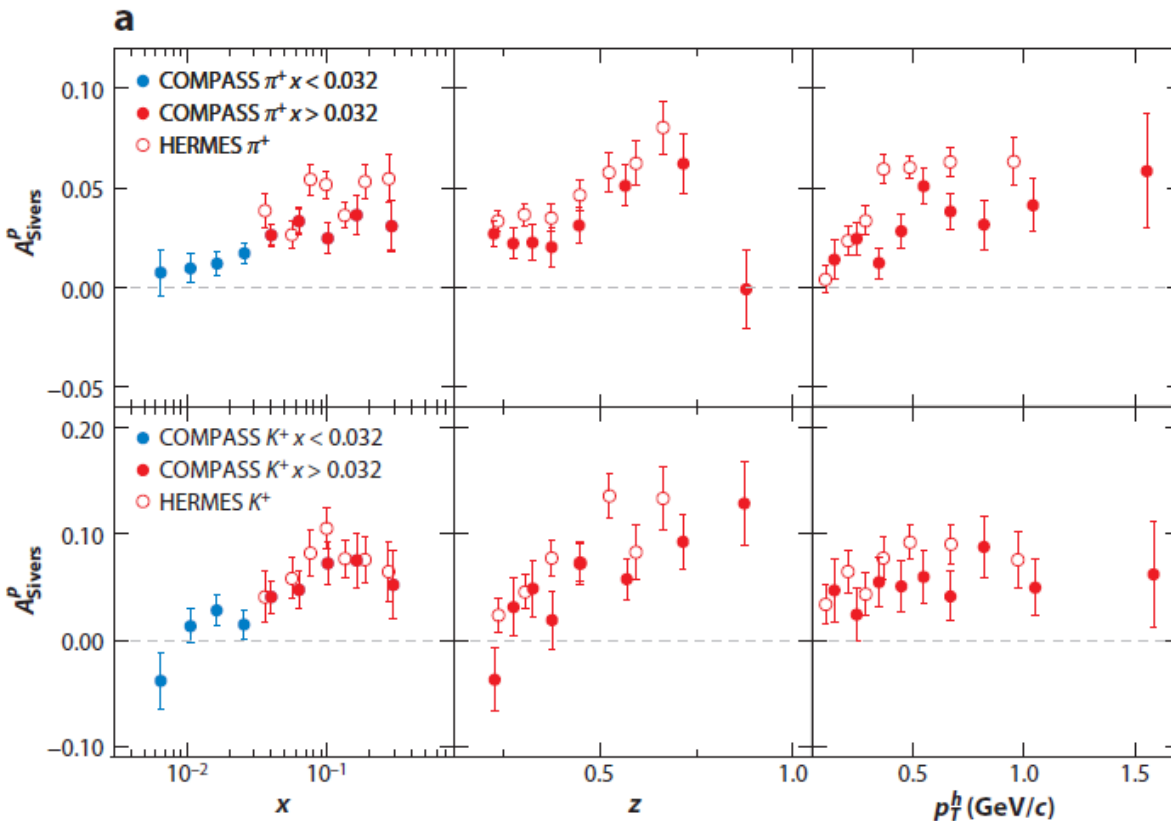 a
A^p_Sivers
0.10
0.05
0.00
−0.05
COMPASS π⁺ x < 0.032
COMPASS π⁺ x > 0.032
HERMES π⁺
A^p_Sivers
0.20
0.10
0.00
−0.10
COMPASS K⁺ x < 0.032
COMPASS K⁺ x > 0.032
HERMES K⁺
10⁻² 10⁻¹
x
0.5 1.0
z
0.5 1.0 1.5
p^h_T (GeV/c)